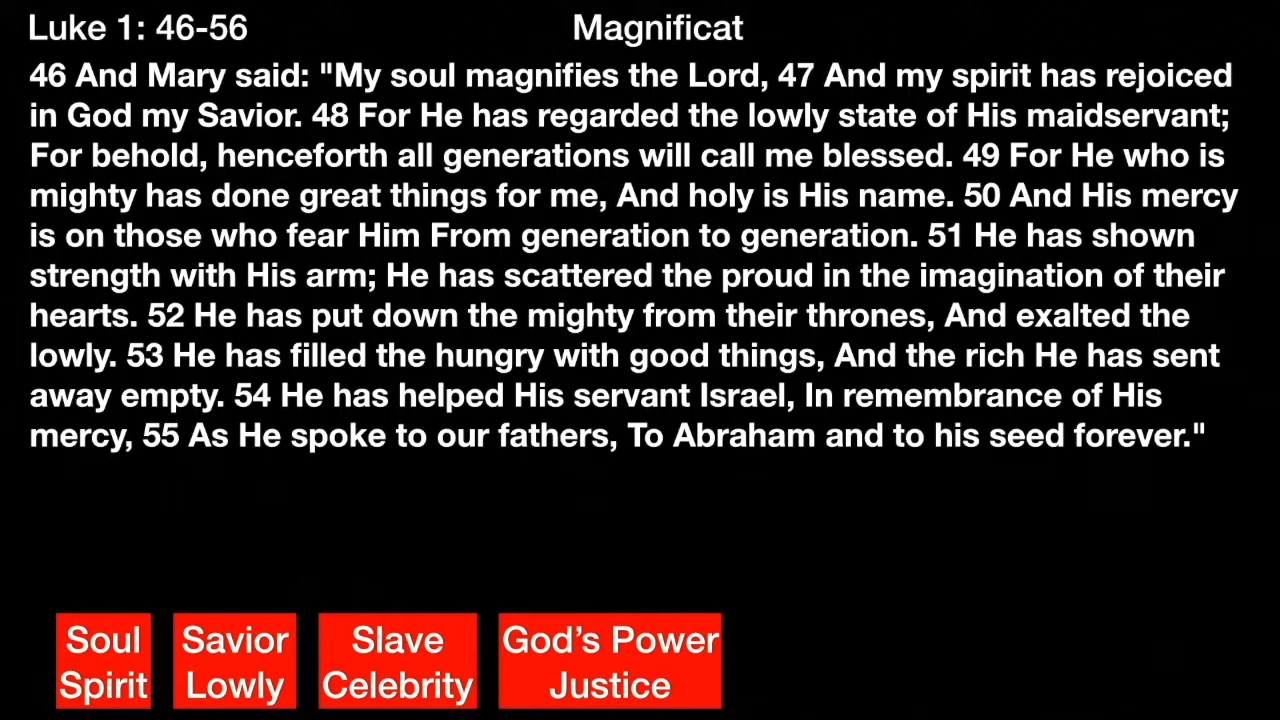 Luke 1: 46-56
Magnificat
46 And Mary said: "My soul magnifies the Lord, 47 And my spirit has rejoiced
in God my Savior. 48 For He has regarded the lowly state of His maidservant;
For behold, henceforth all generations will call me blessed. 49 For He who is
mighty has done great things for me, And holy is His name. 50 And His mercy
is on those who fear Him From generation to generation. 51 He has shown
strength with His arm; He has scattered the proud in the imagination of their
hearts. 52 He has put down the mighty from their thrones, And exalted the
lowly. 53 He has filled the hungry with good things, And the rich He has sent
away empty. 54 He has helped His servant Israel, In remembrance of His
mercy, 55 As He spoke to our fathers, To Abraham and to his seed forever."
Soul
Spirit
Savior
Lowly
Slave
Celebrity
God's Power
Justice